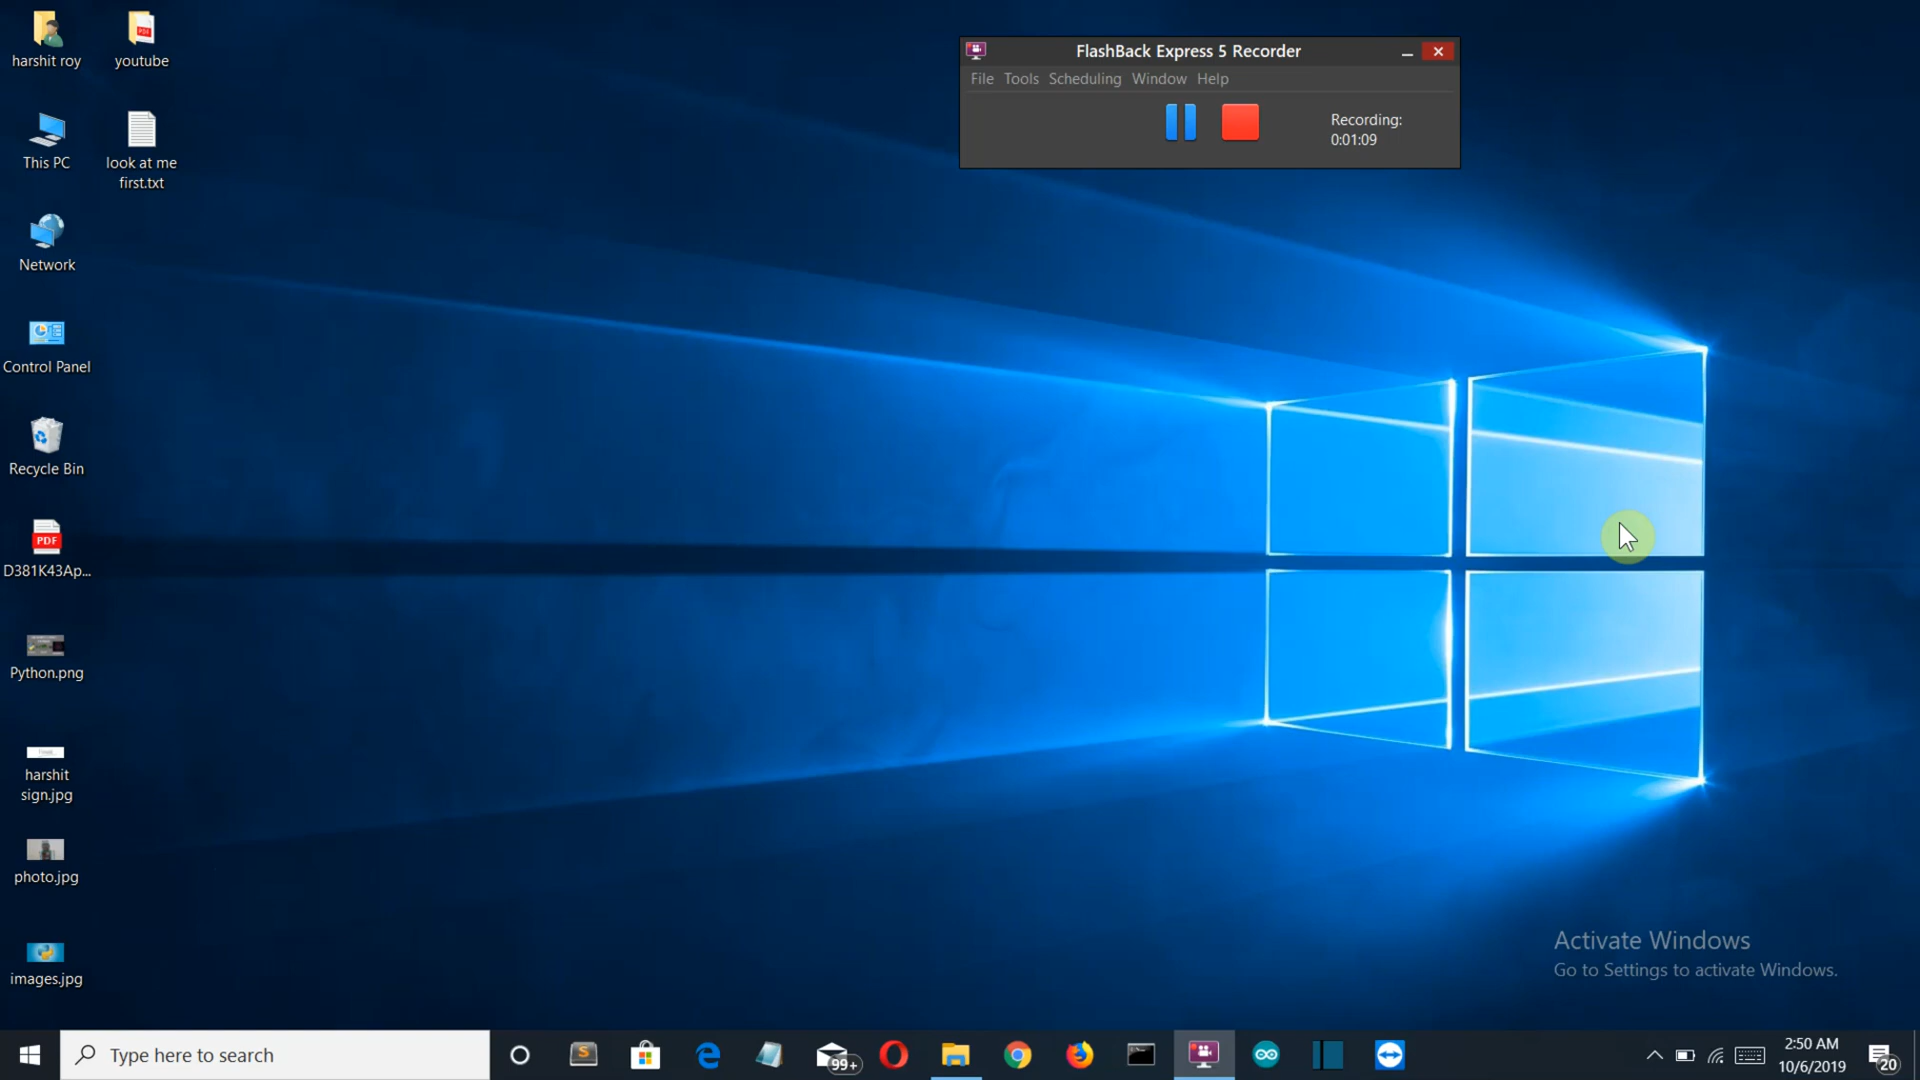 harshit roy
youtube
This PC
look at me
first.txt
Network
Control Panel
Recycle Bin
PDF
D381K43Ap...
Python.png
harshit
sign.jpg
photo.jpg
images.jpg
FlashBack Express 5 Recorder
File Tools Scheduling Window Help
Recording:
0:01:09
Activate Windows
Go to Settings to activate Windows.
Type here to search
99+
2:50 AM
10/6/2019
20